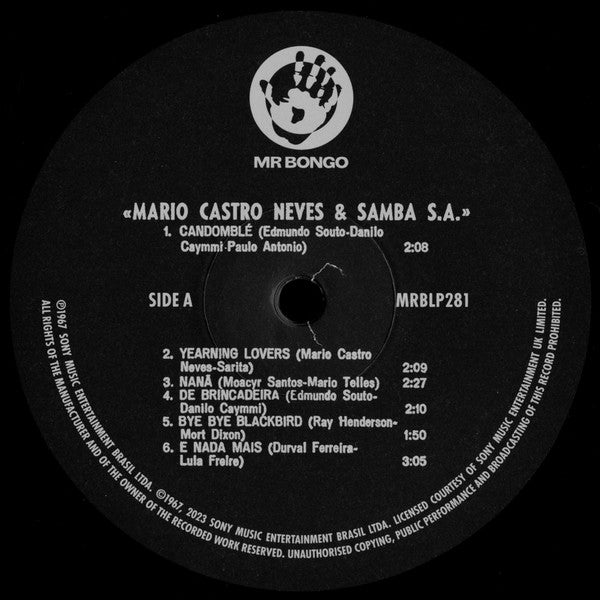 MR BONGO
«MARIO CASTRO NEVES & SAMBA S.A.»
1. CANDOMBLÉ (Edmundo Souto-Danilo
Caymmi-Paulo Antonio) 2:08
SIDE A
MRBLP281
2. YEARNING LOVERS (Mario Castro
Neves-Sarita) 2:09
3. NANÃ (Moacyr Santos-Mario Telles) 2:27
4. DE BRINCADEIRA (Edmundo Souto-
Danilo Caymmi) 2:10
5. BYE BYE BLACKBIRD (Ray Henderson-
Mort Dixon) 1:50
6. E NADA MAIS (Durval Ferreira-
Lula Freire) 3:05
℗1967 SONY MUSIC ENTERTAINMENT BRASIL LTDA. ©1967, 2023 SONY MUSIC ENTERTAINMENT BRASIL LTDA. LICENSED COURTESY OF SONY MUSIC ENTERTAINMENT UK LIMITED.
ALL RIGHTS OF THE MANUFACTURER AND OF THE OWNER OF THE RECORDED WORK RESERVED. UNAUTHORISED COPYING, PUBLIC PERFORMANCE AND BROADCASTING OF THIS RECORD PROHIBITED.